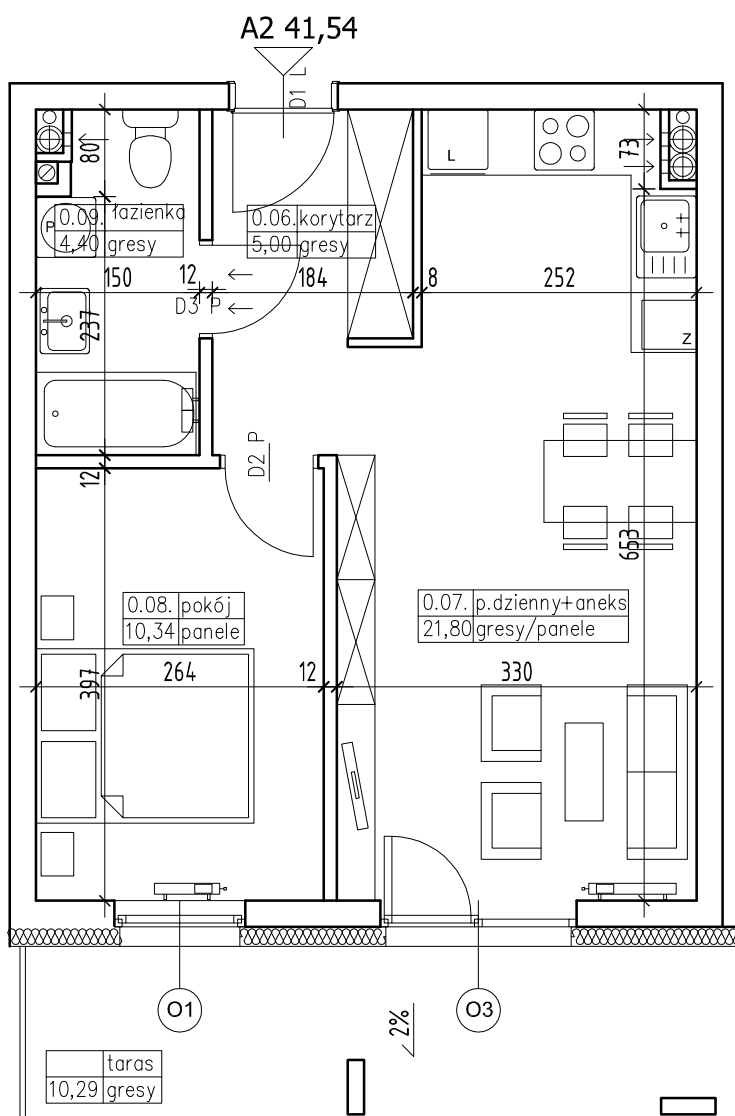 A2 41,54
D1 L
80
73
L
0.09. łazienka
4,40 gresy
P
0.06. korytarz
5,00 gresy
150
12
184
8
252
D3 P
237
Z
D2 P
12
653
0.08. pokój
10,34 panele
0.07. p.dzienny+aneks
21,80 gresy/panele
264
12
330
397
O1
O3
2%
taras
10,29 gresy